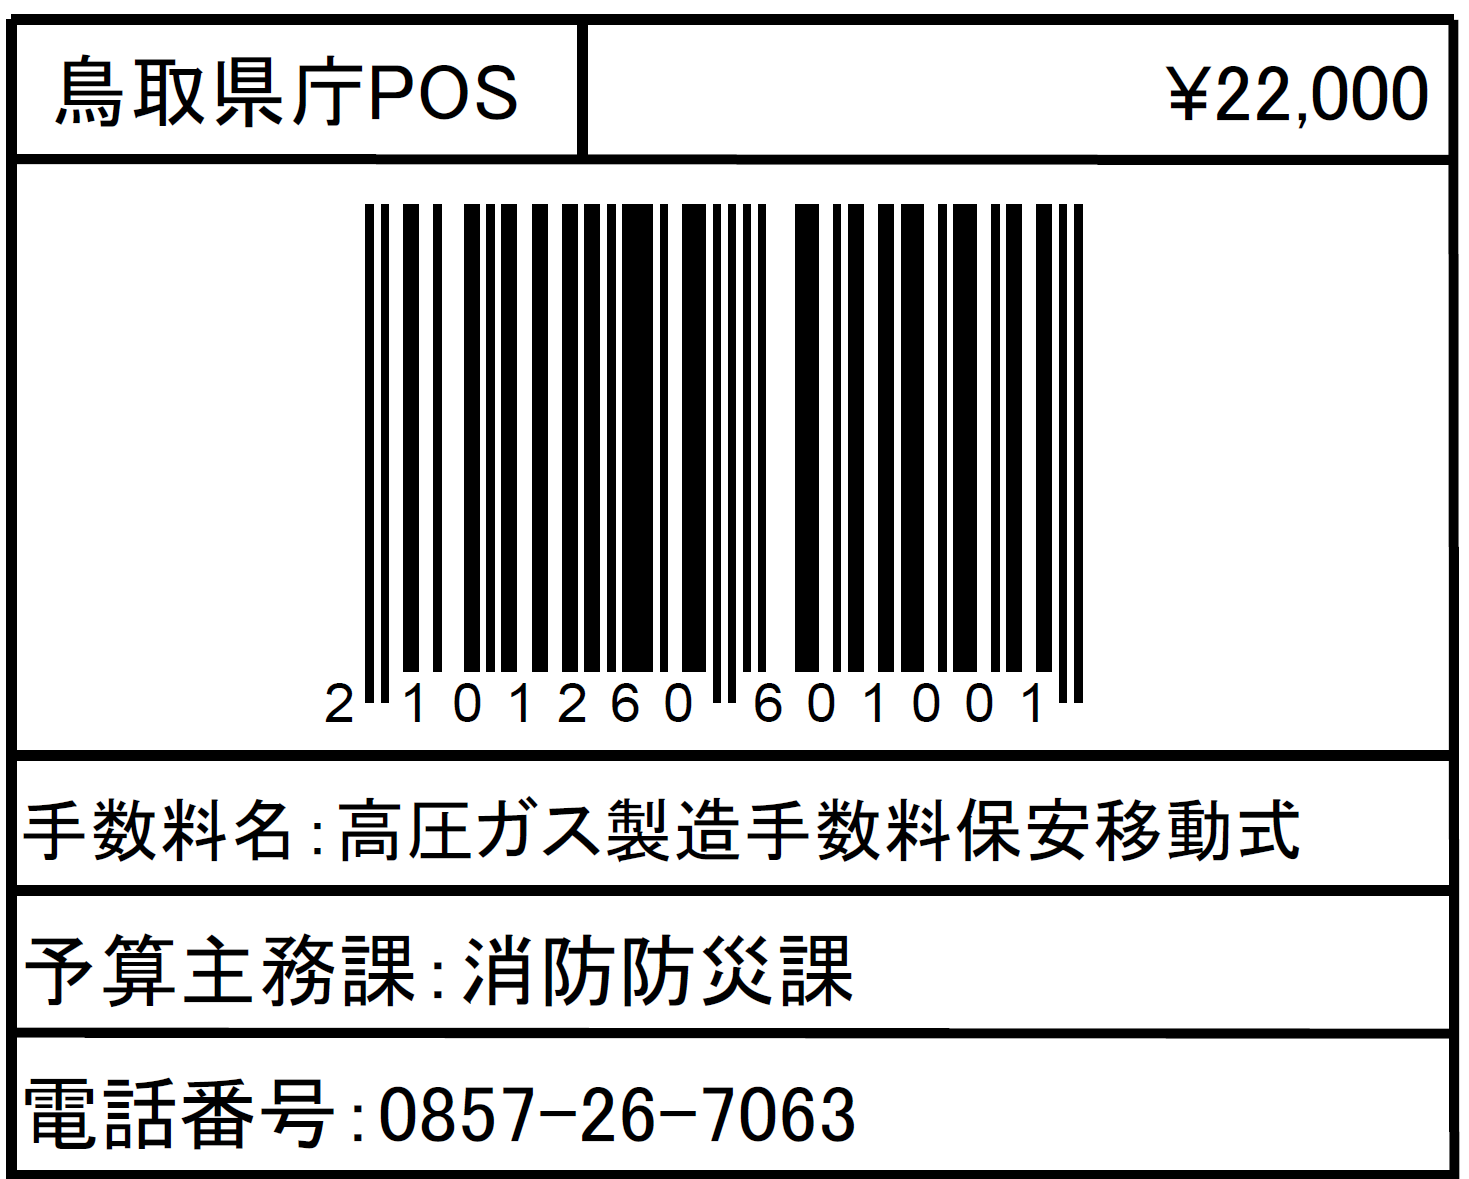 鳥取県庁POS
¥22,000
2 101260 601001
手数料名：高圧ガス製造手数料保安移動式
予算主務課：消防防災課
電話番号：0857-26-7063